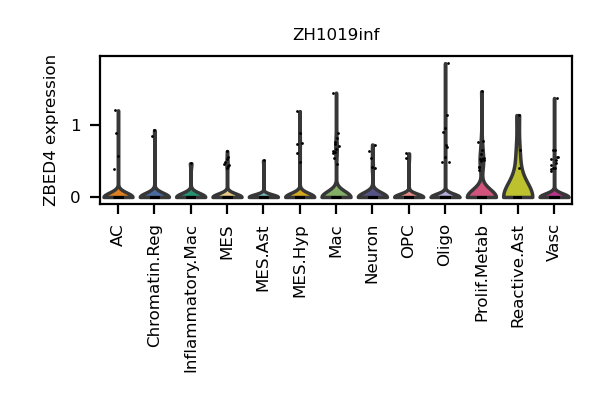 ZH1019inf
ZBED4 expression
1
0
AC
Chromatin.Reg
Inflammatory.Mac
MES
MES.Ast
MES.Hyp
Mac
Neuron
OPC
Oligo
Prolif.Metab
Reactive.Ast
Vasc